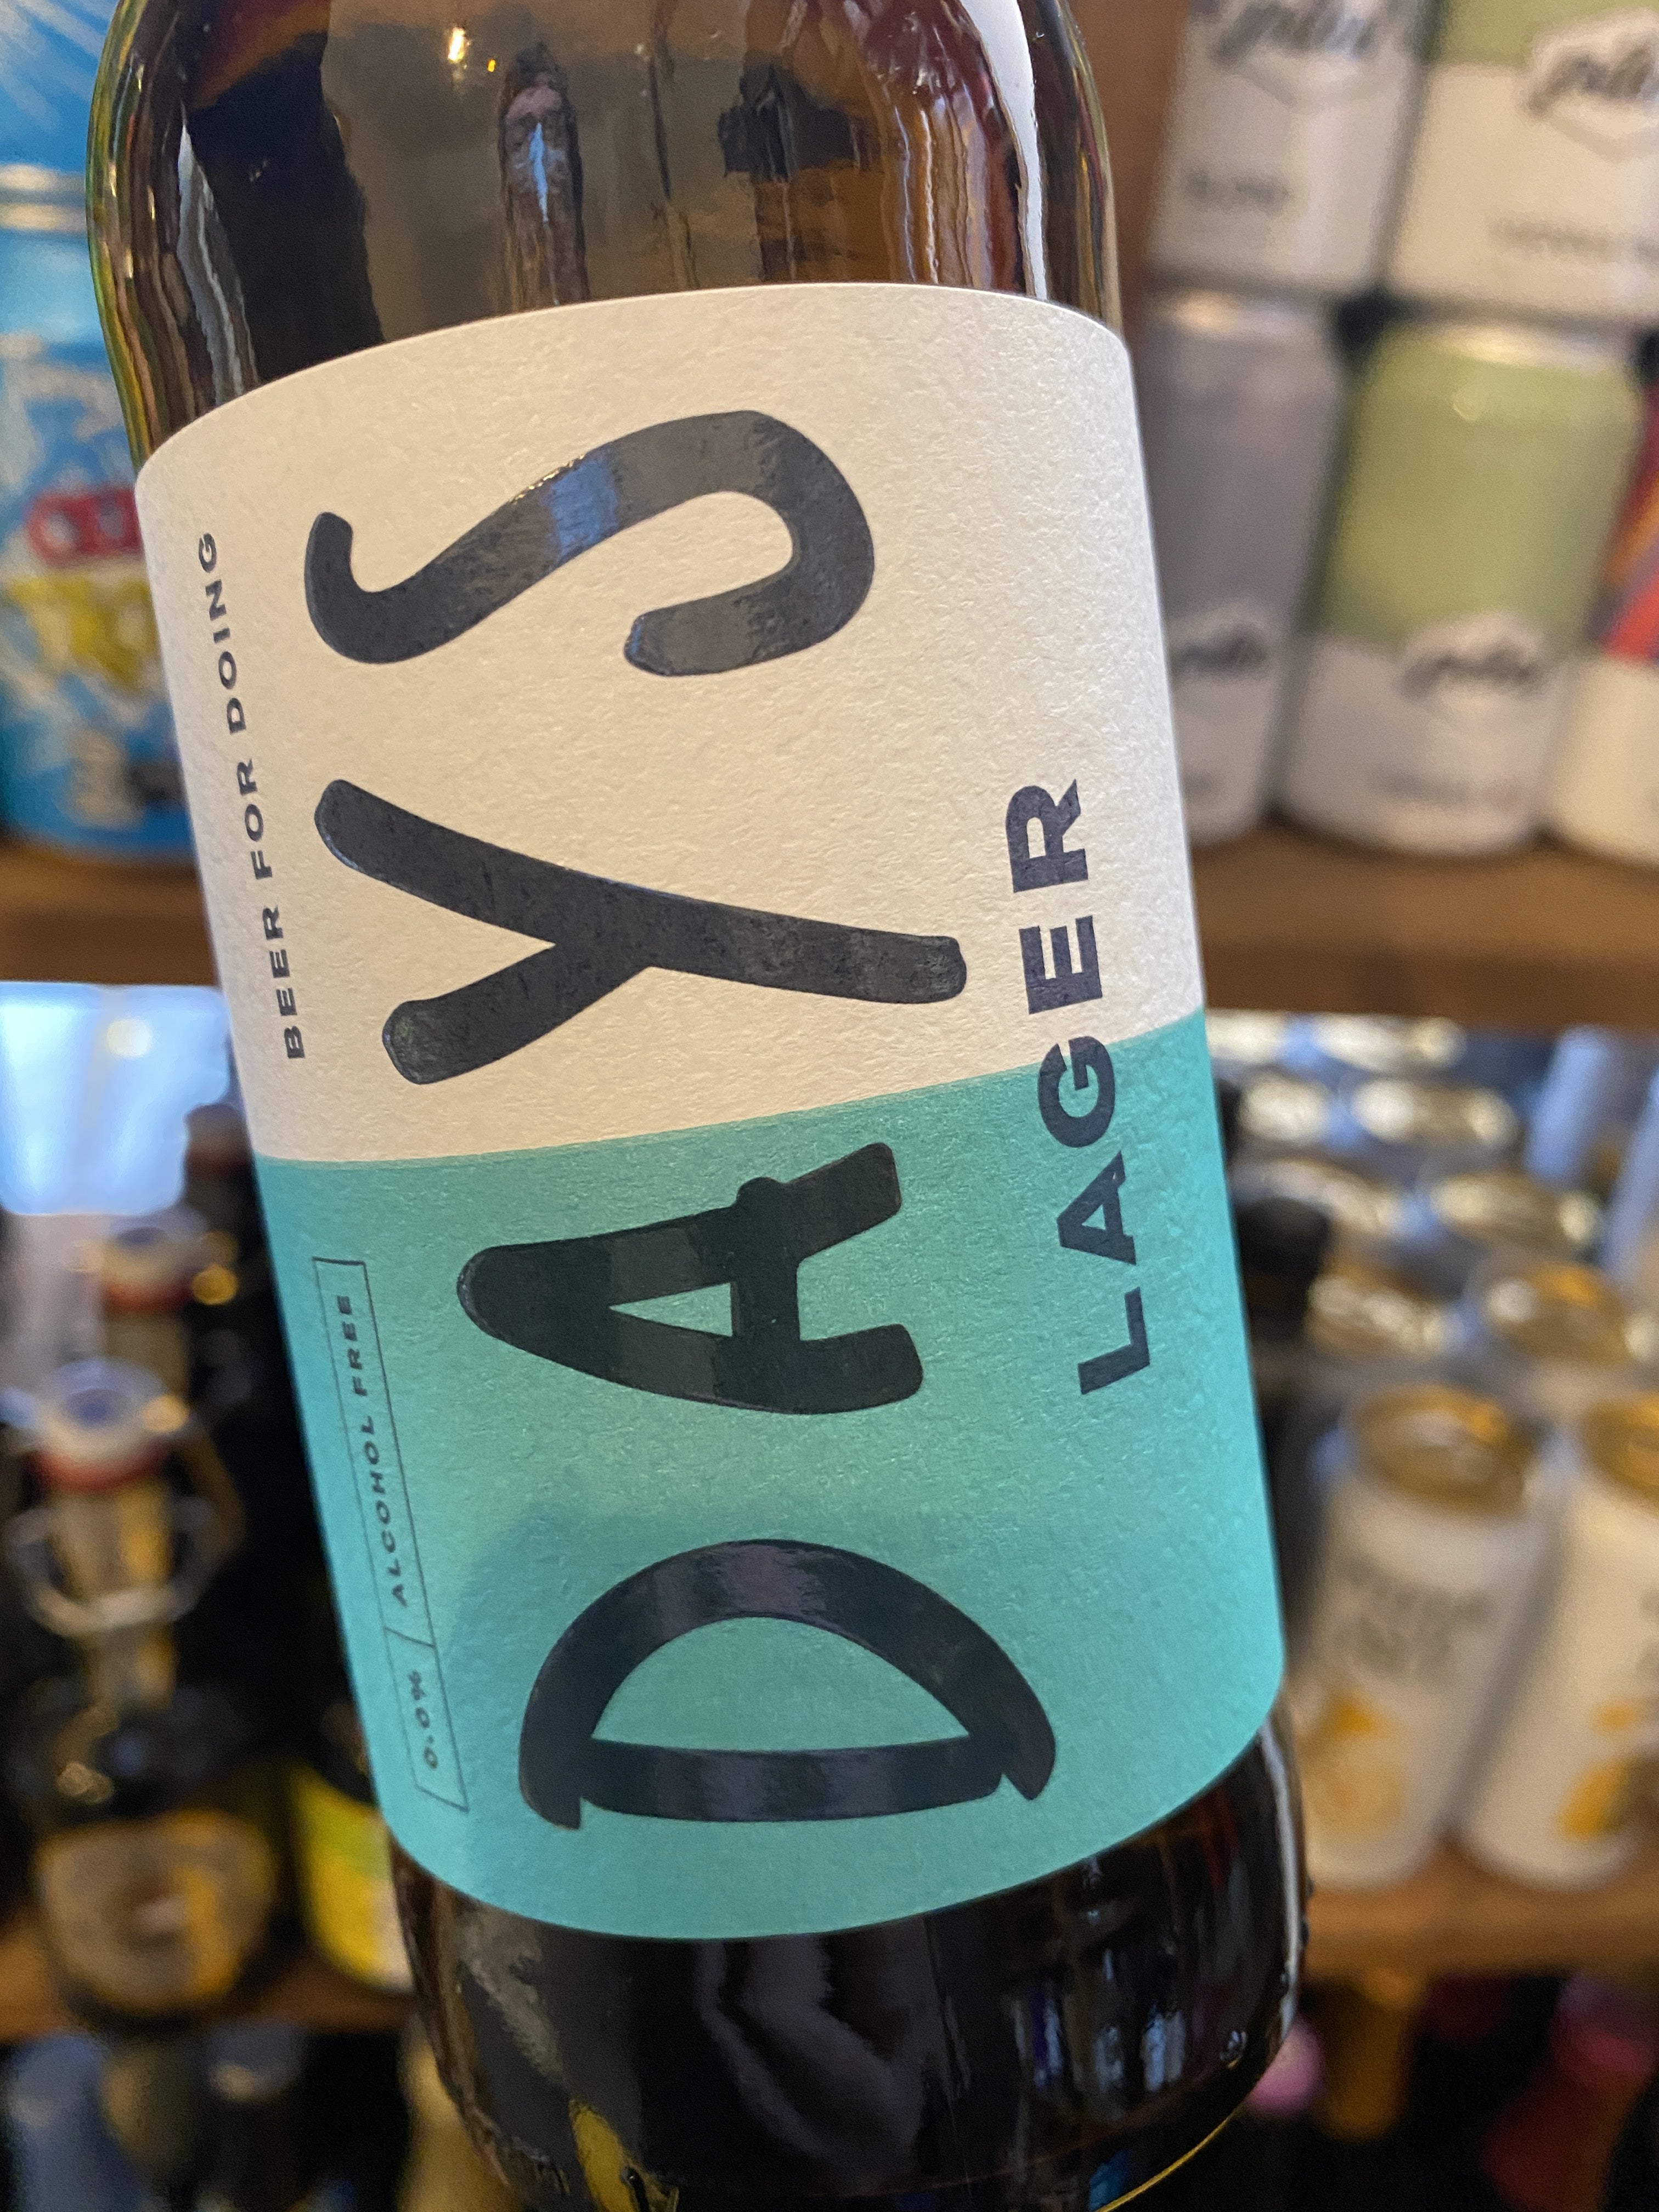 BEER FOR DOING
0.0% ALCOHOL FREE
DAYS
LAGER